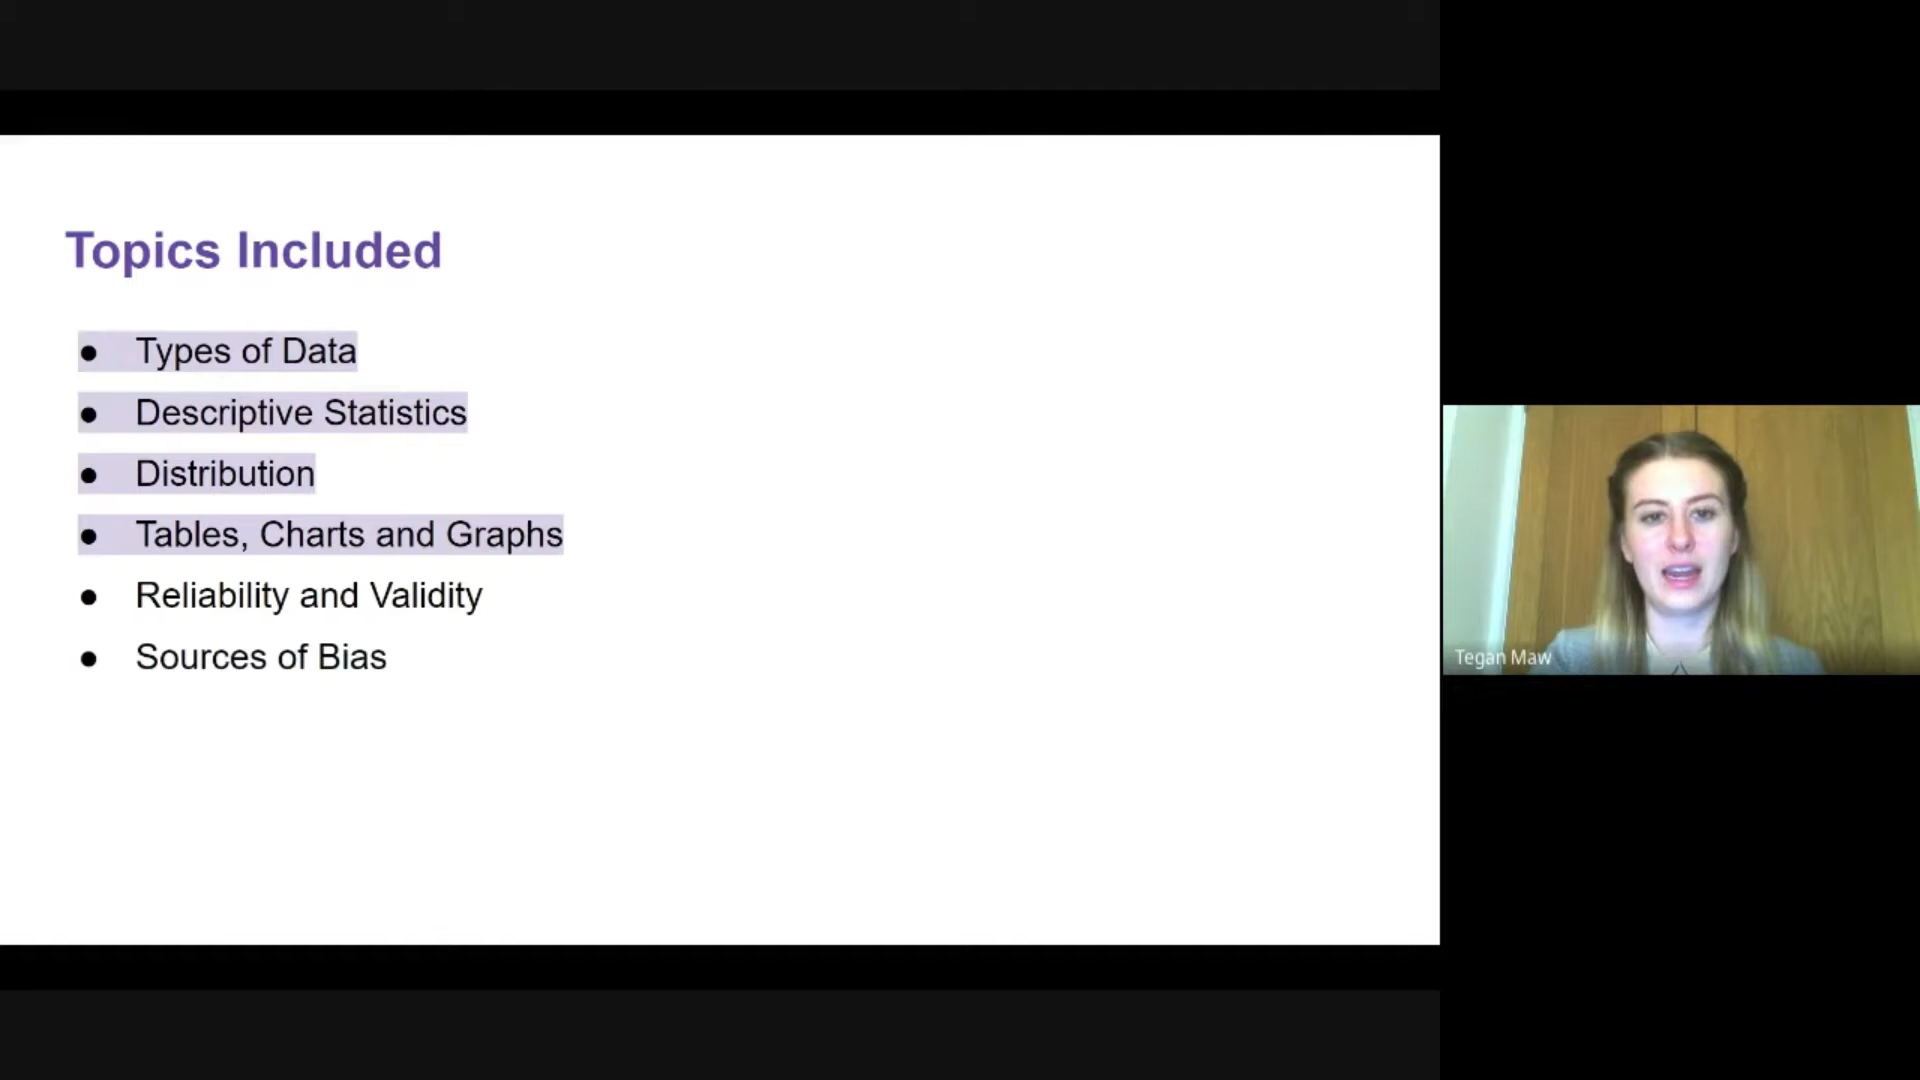 Topics Included
● Types of Data
● Descriptive Statistics
● Distribution
● Tables, Charts and Graphs
● Reliability and Validity
● Sources of Bias
Tegan Maw